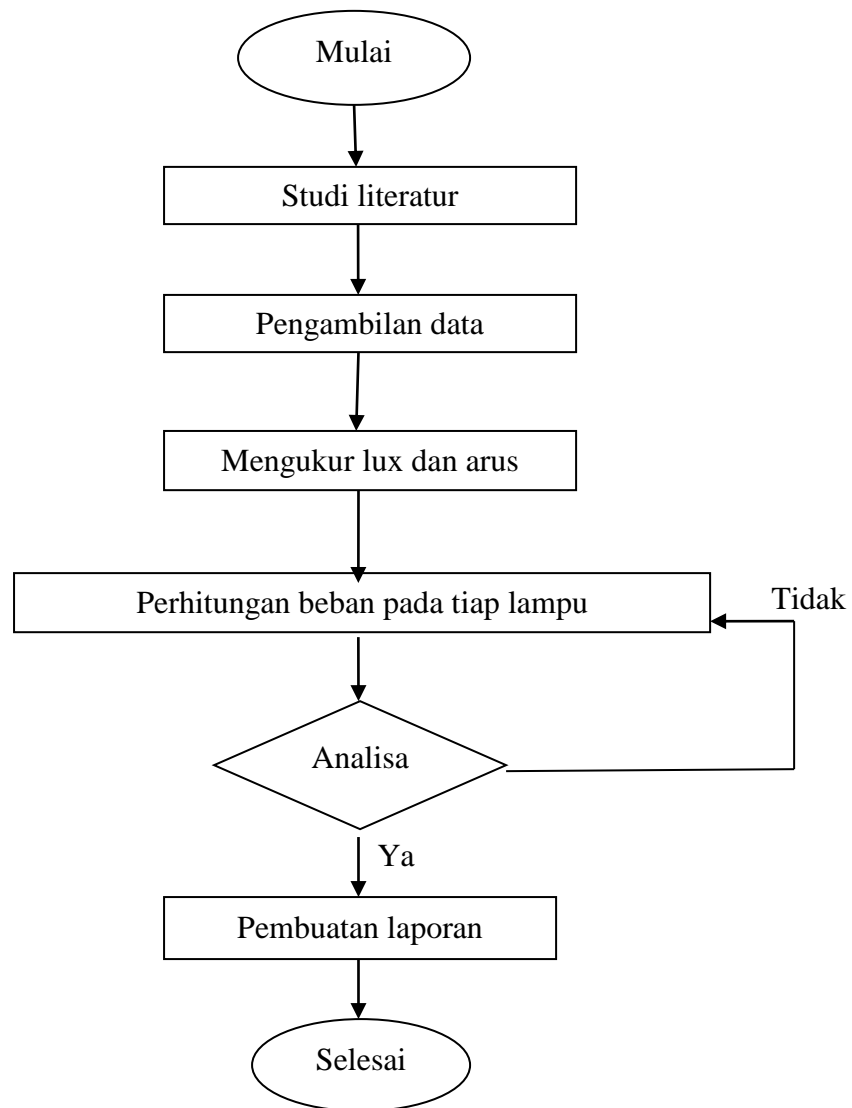 Mulai
Studi literatur
Pengambilan data
Mengukur lux dan arus
Perhitungan beban pada tiap lampu
Tidak
Analisa
Ya
Pembuatan laporan
Selesai